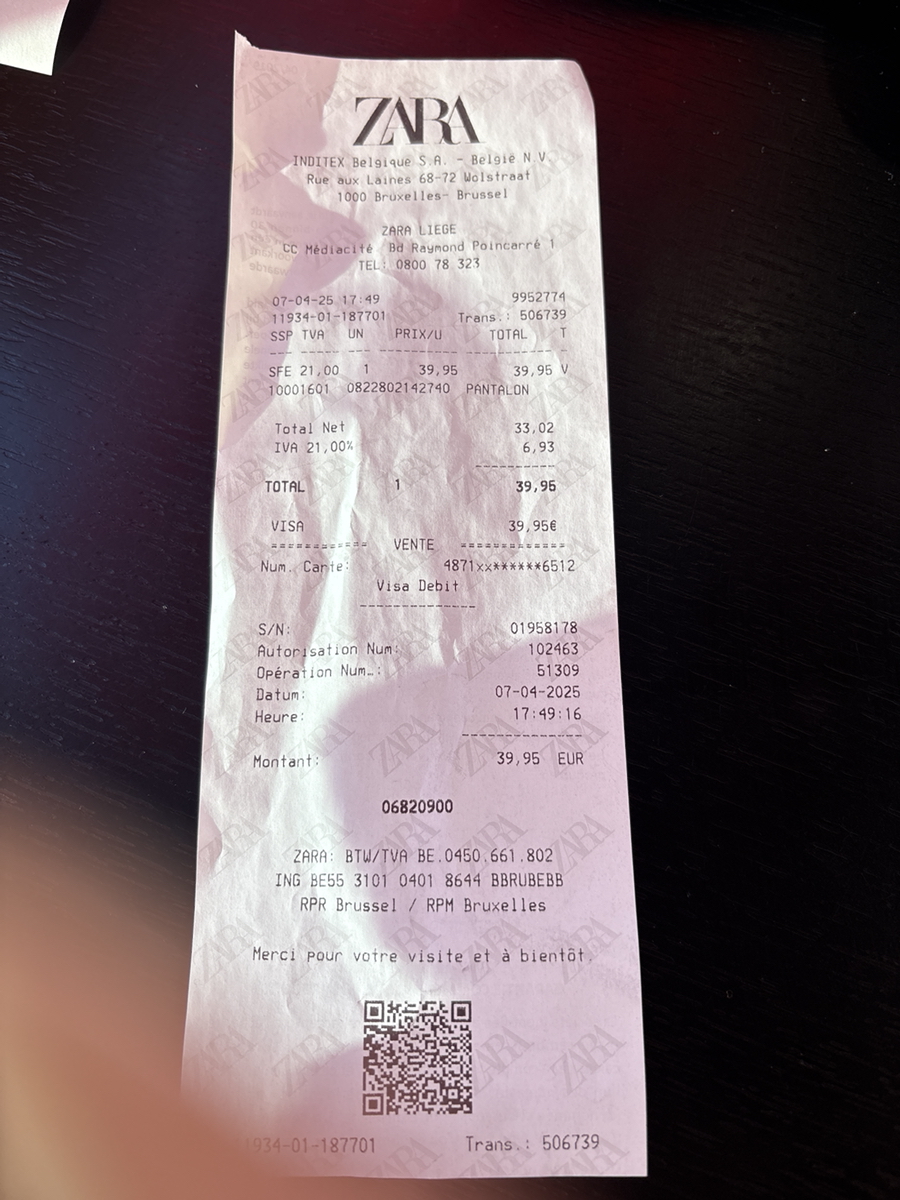 ZARA
INDITEX Belgique S.A. - Belgie N.V.
Rue aux Laines 68-72 Wolstraat
1000 Bruxelles- Brussel
ZARA LIEGE
CC Médiacité Bd Raymond Poincarré 1
TEL: 0800 78 323
07-04-25 17:49 9952774
11934-01-187701 Trans.: 506739
SSP TVA UN PRIX/U TOTAL T
SFE 21,00 1 39,95 39,95 V
10001601 0822802142740 PANTALON
Total Net 33,02
IVA 21,00% 6,93
TOTAL 1 39,95
VISA 39,95€
============ VENTE =============
Num. Carte: 4871xx******6512
Visa Debit
S/N: 01958178
Autorisation Num: 102463
Opération Num…: 51309
Datum: 07-04-2025
Heure: 17:49:16
Montant: 39,95 EUR
06820900
ZARA: BTW/TVA BE.0450.661.802
ING BE55 3101 0401 8644 BBRUBEBB
RPR Brussel / RPM Bruxelles
Merci pour votre visite et à bientôt.
934-01-187701 Trans.: 506739